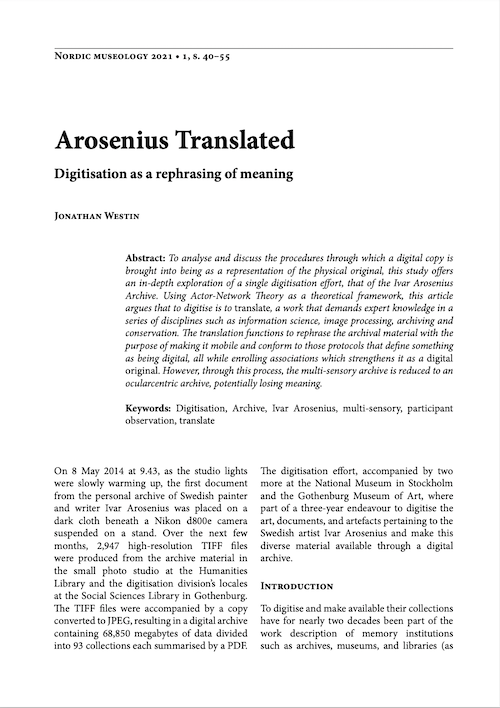 Nordic museology 2021 • 1, s. 40–55
Arosenius Translated
Digitisation as a rephrasing of meaning
Jonathan Westin
Abstract: To analyse and discuss the procedures through which a digital copy is
brought into being as a representation of the physical original, this study offers
an in-depth exploration of a single digitisation effort, that of the Ivar Arosenius
Archive. Using Actor-Network Theory as a theoretical framework, this article
argues that to digitise is to translate, a work that demands expert knowledge in a
series of disciplines such as information science, image processing, archiving and
conservation. The translation functions to rephrase the archival material with the
purpose of making it mobile and conform to those protocols that define something
as being digital, all while enrolling associations which strengthens it as a digital
original. However, through this process, the multi-sensory archive is reduced to an
ocularcentric archive, potentially losing meaning.
Keywords: Digitisation, Archive, Ivar Arosenius, multi-sensory, participant
observation, translate
On 8 May 2014 at 9.43, as the studio lights
were slowly warming up, the first document
from the personal archive of Swedish painter
and writer Ivar Arosenius was placed on a
dark cloth beneath a Nikon d800e camera
suspended on a stand. Over the next few
months, 2,947 high-resolution TIFF files
were produced from the archive material in
the small photo studio at the Humanities
Library and the digitisation division's locales
at the Social Sciences Library in Gothenburg.
The TIFF files were accompanied by a copy
converted to JPEG, resulting in a digital archive
containing 68,850 megabytes of data divided
into 93 collections each summarised by a PDF.
The digitisation effort, accompanied by two
more at the National Museum in Stockholm
and the Gothenburg Museum of Art, where
part of a three-year endeavour to digitise the
art, documents, and artefacts pertaining to the
Swedish artist Ivar Arosenius and make this
diverse material available through a digital
archive.
Introduction
To digitise and make available their collections
have for nearly two decades been part of the
work description of memory institutions
such as archives, museums, and libraries (as